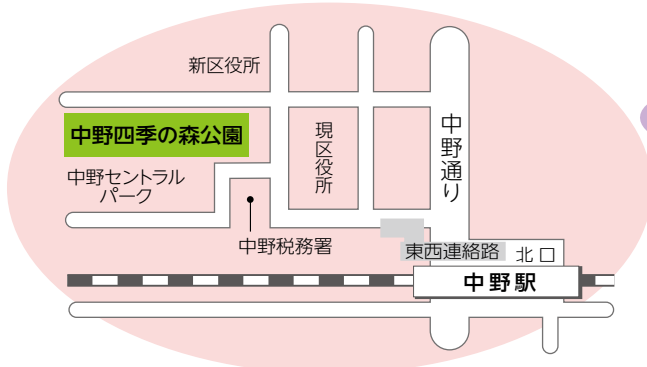 新区役所
中野四季の森公園
中野セントラル
パーク
現区役所
中野通り
中野税務署
東西連絡路
北口
中野駅